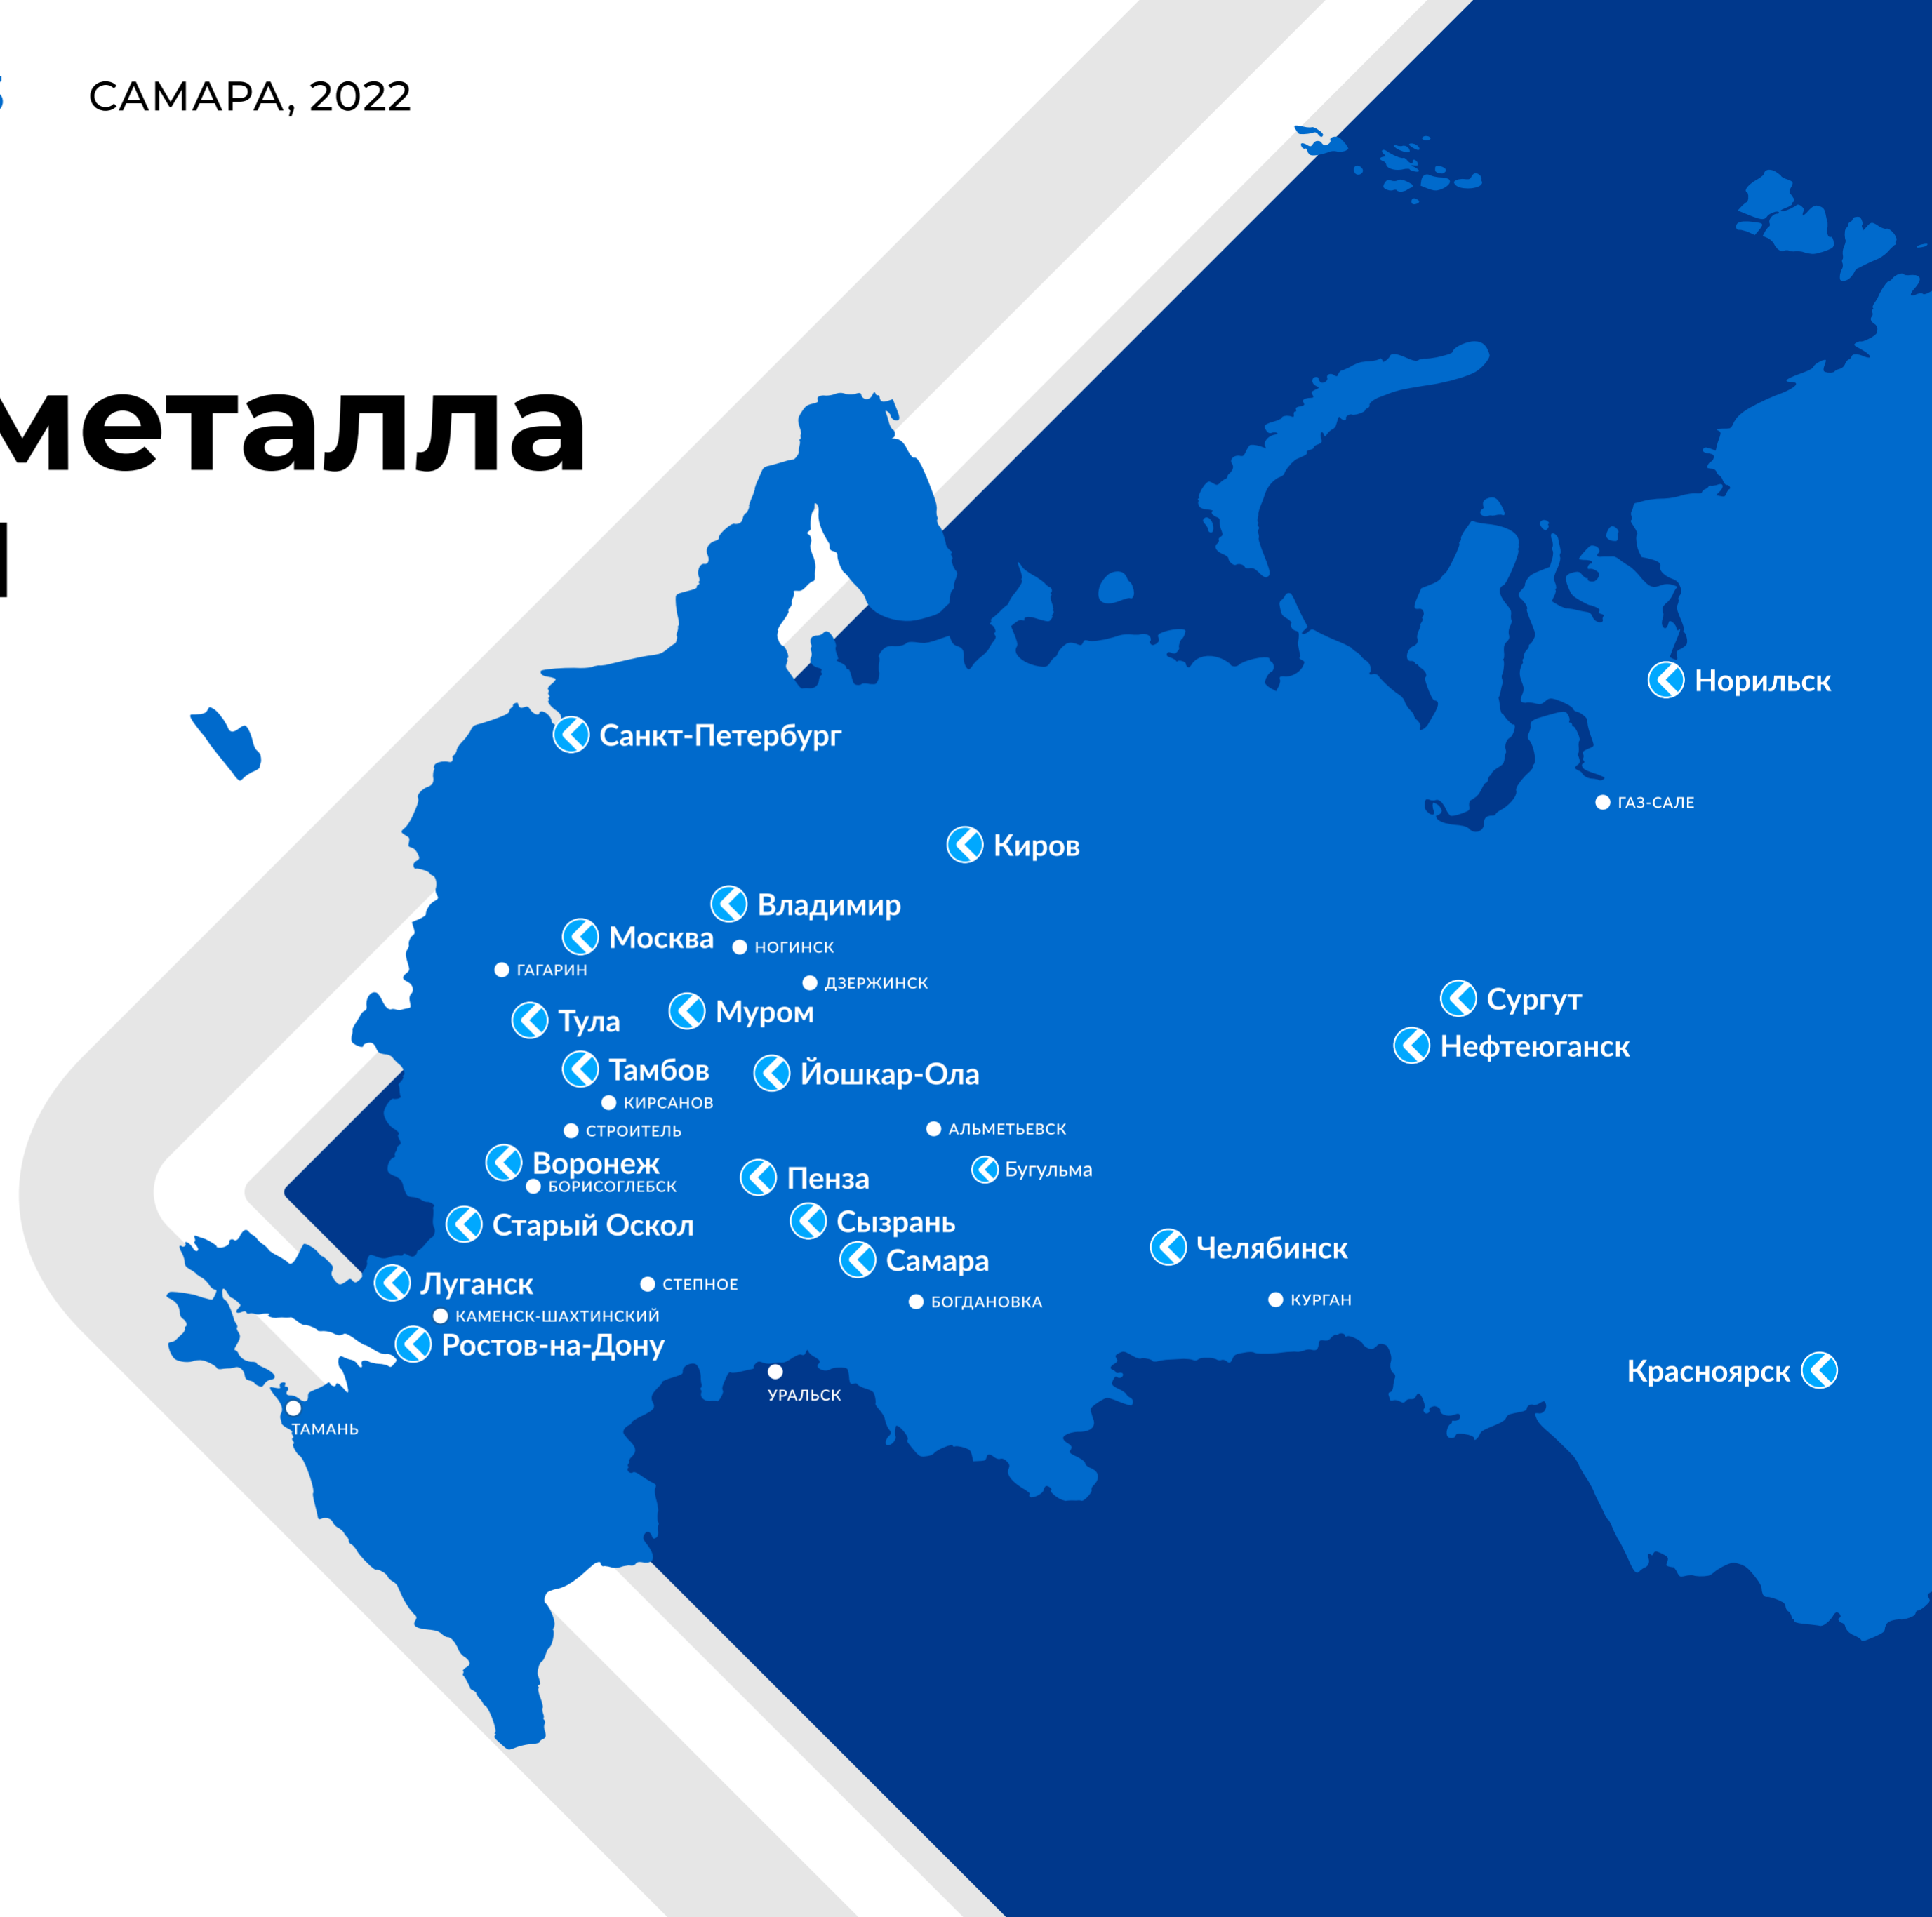 САМАРА, 2022
металла
Норильск
Санкт-Петербург
ГАЗ-САЛЕ
Киров
Владимир
Москва
НОГИНСК
ГАГАРИН
ДЗЕРЖИНСК
Сургут
Муром
Тула
Нефтеюганск
Тамбов
Йошкар-Ола
КИРСАНОВ
СТРОИТЕЛЬ
АЛЬМЕТЬЕВСК
Воронеж
Бугульма
Пенза
БОРИСОГЛЕБСК
Старый Оскол
Сызрань
Челябинск
Самара
Луганск
СТЕПНОЕ
БОГДАНОВКА
КУРГАН
КАМЕНСК-ШАХТИНСКИЙ
Ростов-на-Дону
Красноярск
УРАЛЬСК
ТАМАНЬ